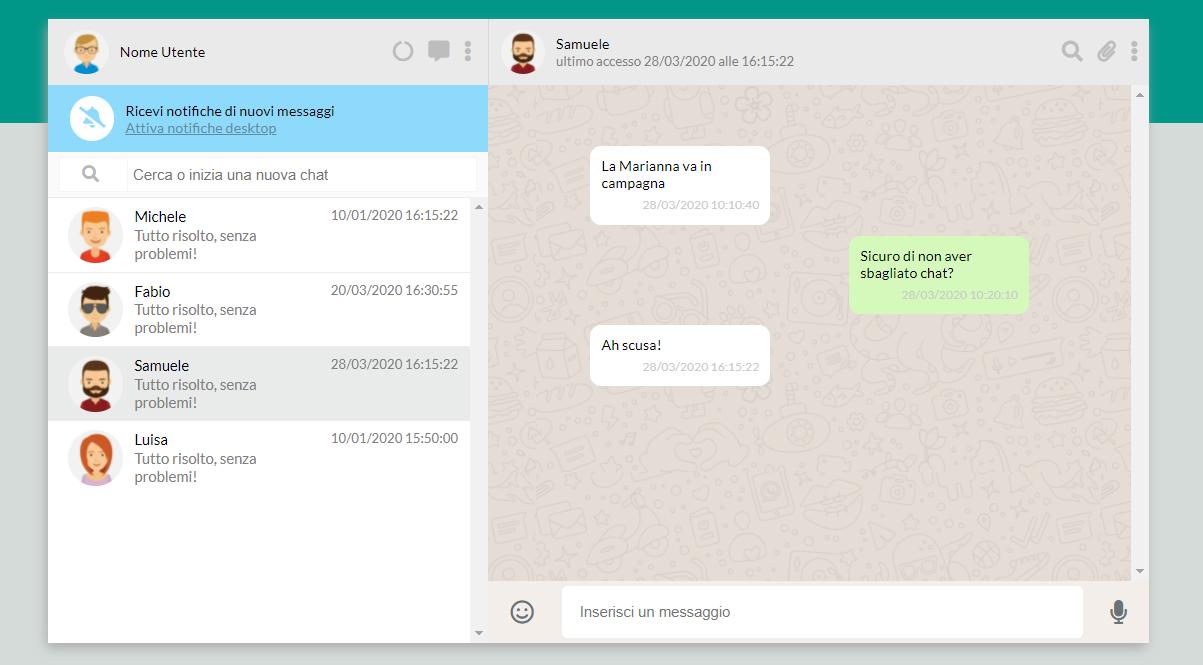 Nome Utente
Ricevi notifiche di nuovi messaggi
Attiva notifiche desktop
Cerca o inizia una nuova chat
Michele
10/01/2020 16:15:22
Tutto risolto, senza
problemi!
Fabio
20/03/2020 16:30:55
Tutto risolto, senza
problemi!
Samuele
28/03/2020 16:15:22
Tutto risolto, senza
problemi!
Luisa
10/01/2020 15:50:00
Tutto risolto, senza
problemi!
Samuele
ultimo accesso 28/03/2020 alle 16:15:22
La Marianna va in
campagna
28/03/2020 10:10:40
Sicuro di non aver
sbagliato chat?
28/03/2020 10:20:10
Ah scusa!
28/03/2020 16:15:22
Inserisci un messaggio